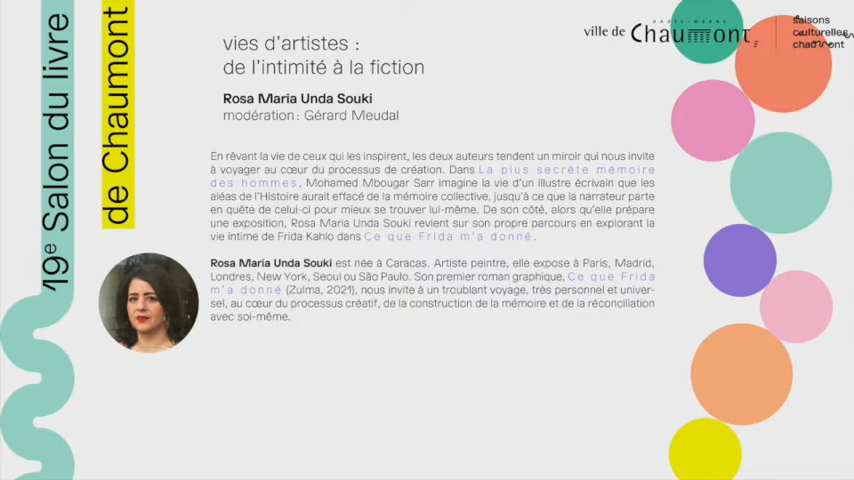 19e Salon du livre
de Chaumont
vies d'artistes :
de l'intimité à la fiction
Rosa Maria Unda Souki
modération : Gérard Meudal
En rêvant la vie de ceux qui les inspirent, les deux auteurs tendent un miroir qui nous invite
à voyager au cœur du processus de création. Dans La plus secrète mémoire
des hommes, Mohamed Mbougar Sarr imagine la vie d'un illustre écrivain que les
aléas de l'Histoire aurait effacé de la mémoire collective, jusqu'à ce que la narrateur parte
en quête de celui-ci pour mieux se trouver lui-même. De son côté, alors qu'elle prépare
une exposition, Rosa Maria Unda Souki revient sur son propre parcours en explorant la
vie intime de Frida Kahlo dans Ce que Frida m'a donné.
Rosa Maria Unda Souki est née à Caracas. Artiste peintre, elle expose à Paris, Madrid,
Londres, New York, Seoul ou São Paulo. Son premier roman graphique, Ce que Frida
m'a donné (Zulma, 2021), nous invite à un troublant voyage, très personnel et univer-
sel, au cœur du processus créatif, de la construction de la mémoire et de la réconciliation
avec soi-même.
HAUTE-MARNE
ville de Chaumont
saisons
culturelles
chaumont